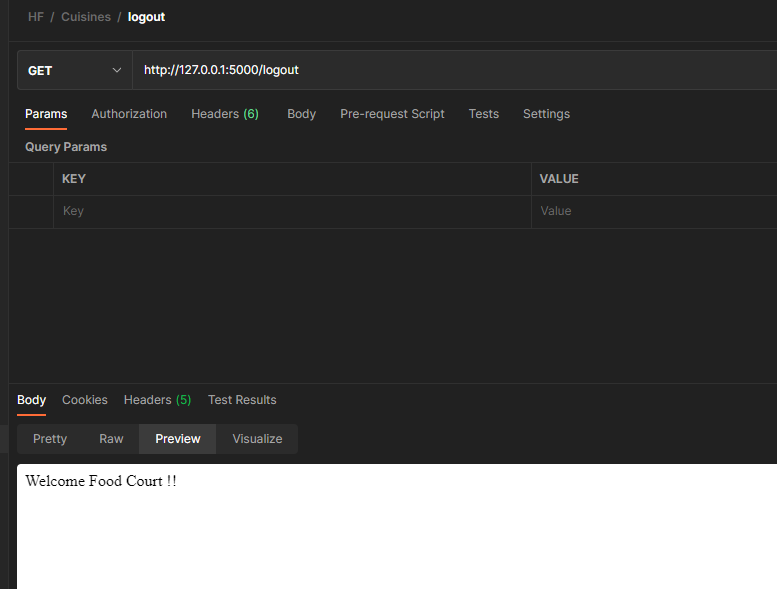 HF / Cuisines / logout
GET http://127.0.0.1:5000/logout
Params Authorization Headers (6) Body Pre-request Script Tests Settings
Query Params
KEY VALUE
Key Value
Body Cookies Headers (5) Test Results
Pretty Raw Preview Visualize
Welcome Food Court !!